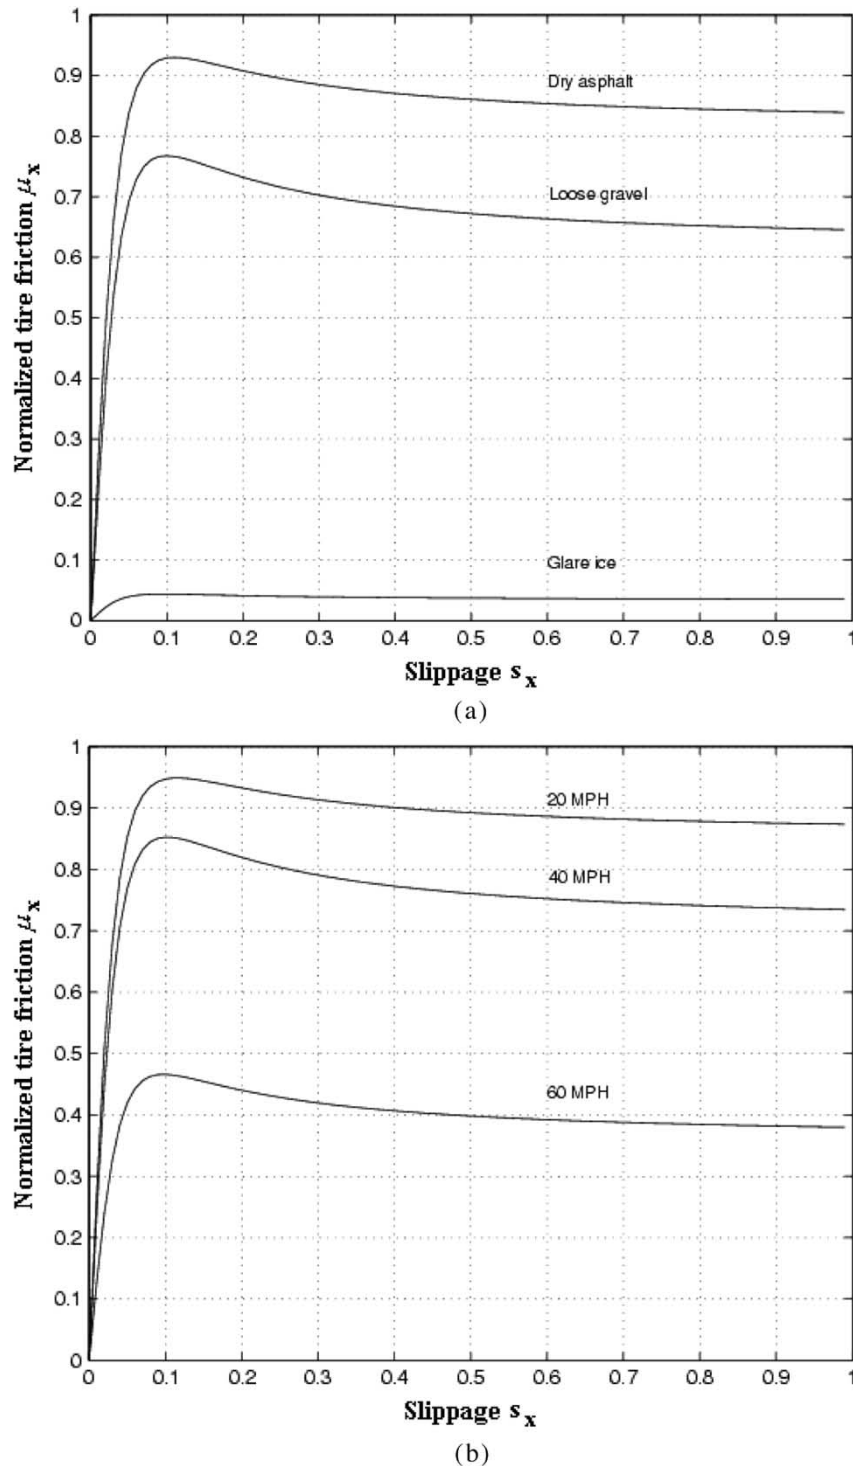 1
0.9
Dry asphalt
0.8
Loose gravel
0.7
0.6
0.5
0.4
0.3
0.2
0.1
Glare ice
0
0 0.1 0.2 0.3 0.4 0.5 0.6 0.7 0.8 0.9 1
Normalized tire friction μx
Slippage sx
(a)
1
0.9
20 MPH
0.8
40 MPH
0.7
0.6
0.5
0.4
60 MPH
0.3
0.2
0.1
0
0 0.1 0.2 0.3 0.4 0.5 0.6 0.7 0.8 0.9 1
Normalized tire friction μx
Slippage sx
(b)